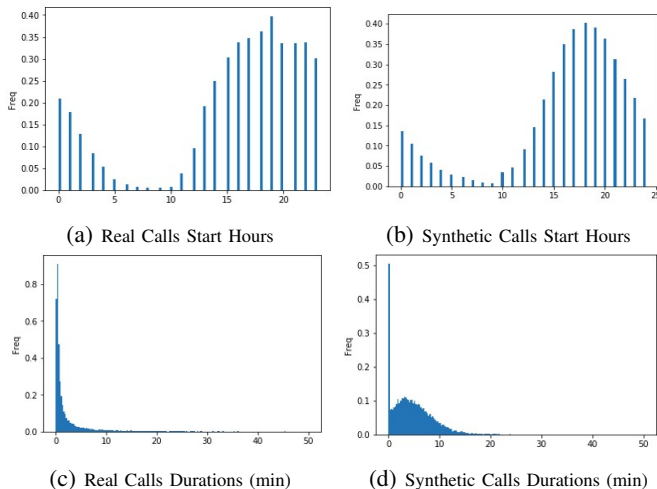 0.40
0.35
0.30
0.25
0.20
0.15
0.10
0.05
0.00
Freq
0 5 10 15 20
(a) Real Calls Start Hours
0.40
0.35
0.30
0.25
0.20
0.15
0.10
0.05
0.00
Freq
0 5 10 15 20 25
(b) Synthetic Calls Start Hours
0.8
0.6
0.4
0.2
0.0
Freq
0 10 20 30 40 50
(c) Real Calls Durations (min)
0.5
0.4
0.3
0.2
0.1
0.0
Freq
0 10 20 30 40 50
(d) Synthetic Calls Durations (min)